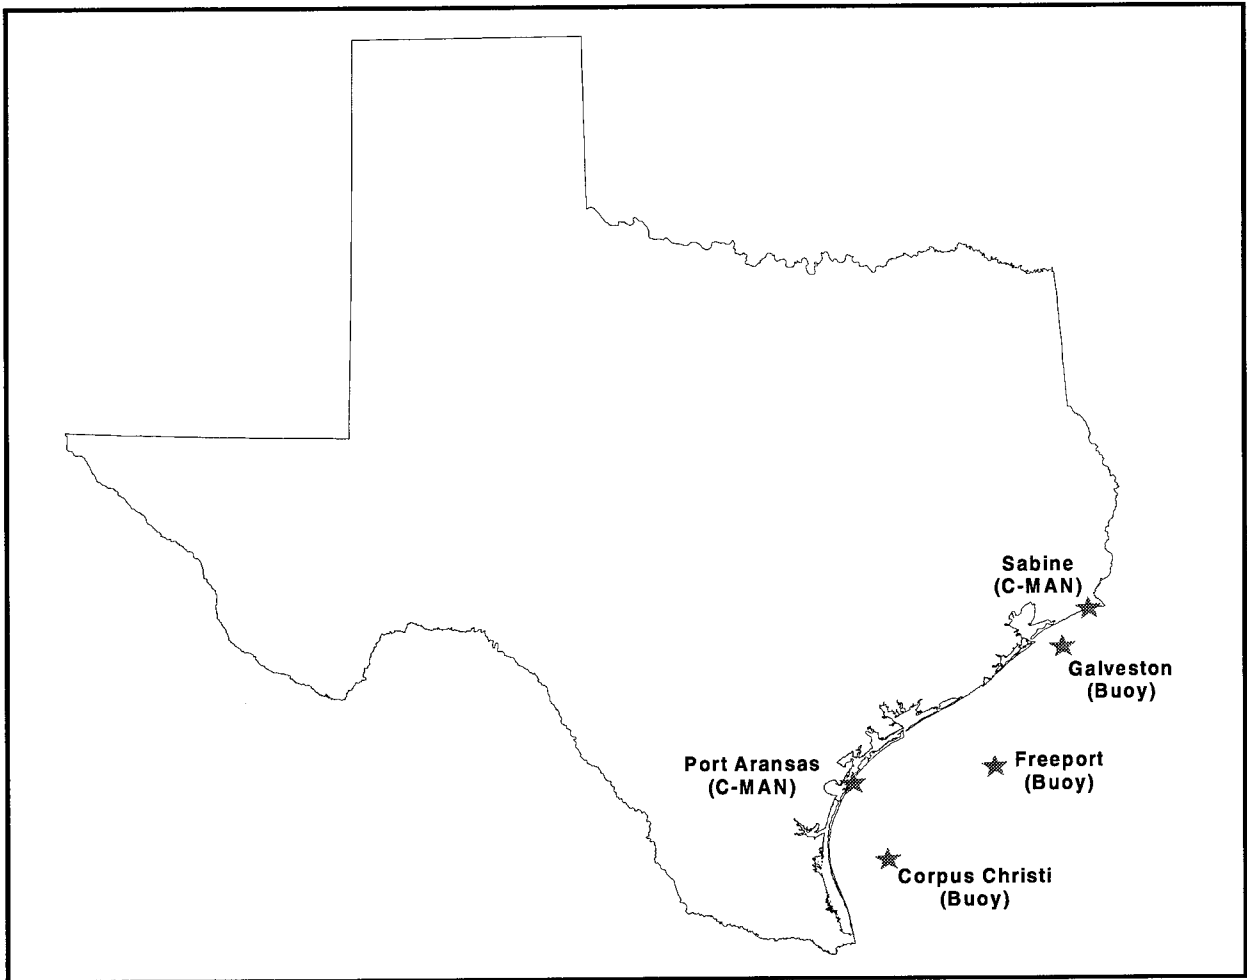 Sabine
(C-MAN)
Galveston
(Buoy)
Port Aransas
(C-MAN)
Freeport
(Buoy)
Corpus Christi
(Buoy)